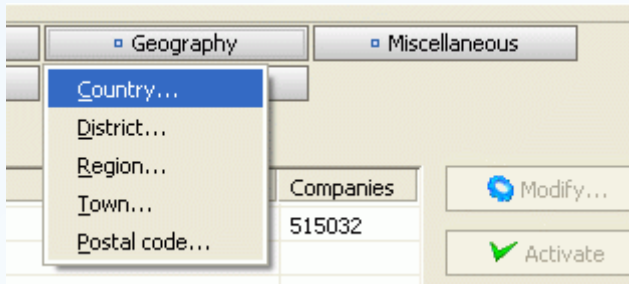 Geography
Miscellaneous
Country...
District...
Region...
Town...
Postal code...
Companies
515032
Modify...
Activate